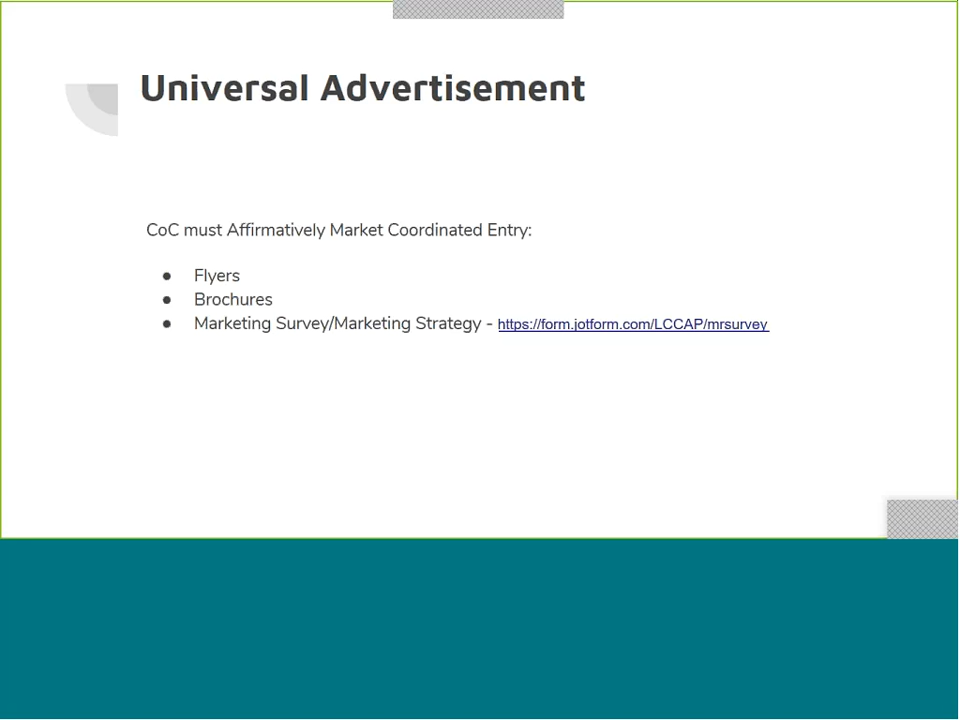 Universal Advertisement
CoC must Affirmatively Market Coordinated Entry:
● Flyers
● Brochures
● Marketing Survey/Marketing Strategy - https://form.jotform.com/LCCAP/mrsurvey